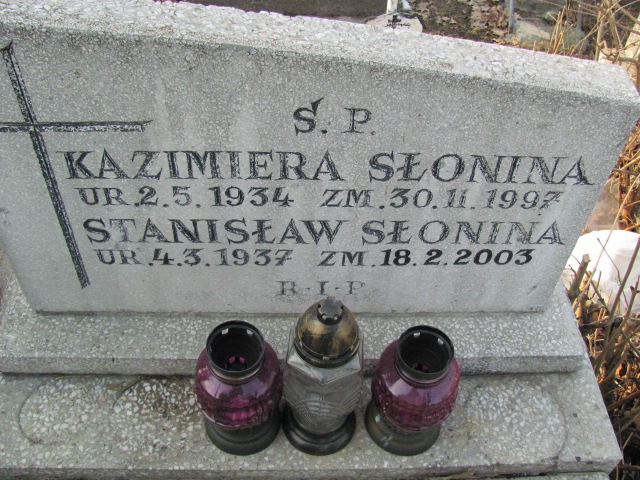 Ś. P.
KAZIMIERA SŁONINA
UR. 2. 5. 1934 ZM. 30. 11. 1997
STANISŁAW SŁONINA
UR. 4. 3. 1937 ZM. 18. 2. 2003
R. I. P